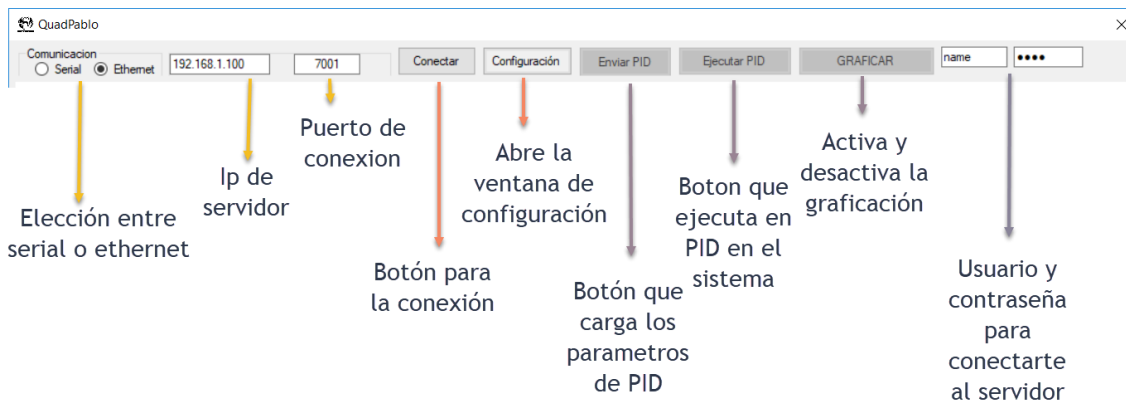 QuadPablo
Comunicacion
Serial
Ethernet
192.168.1.100
7001
Conectar
Configuración
Enviar PID
Ejecutar PID
GRAFICAR
name
••••
Elección entre
serial o ethernet
Ip de
servidor
Puerto de
conexion
Botón para
la conexión
Abre la
ventana de
configuración
Botón que
carga los
parametros
de PID
Boton que
ejecuta en
PID en el
sistema
Activa y
desactiva la
graficación
Usuario y
contraseña
para
conectarte
al servidor